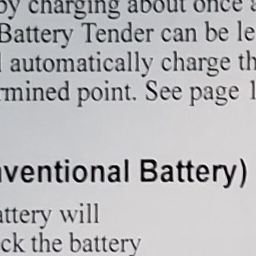 by charging about once a
Battery Tender can be le
automatically charge th
rmined point. See page 1
ventional Battery)
attery will
ck the battery